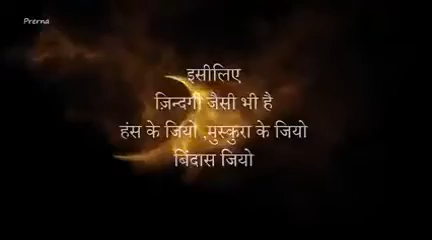 Prerna
इसीलिए
ज़िन्दगी जैसी भी है
हंस के जियो ,मुस्कुरा के जियो
बिंदास जियो